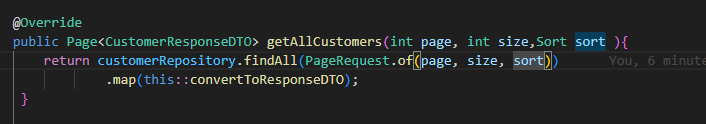 @Override
public Page<CustomerResponseDTO> getAllCustomers(int page, int size,Sort sort ){
return customerRepository.findAll(PageRequest.of(page, size, sort)) You, 6 minute
.map(this::convertToResponseDTO);
}